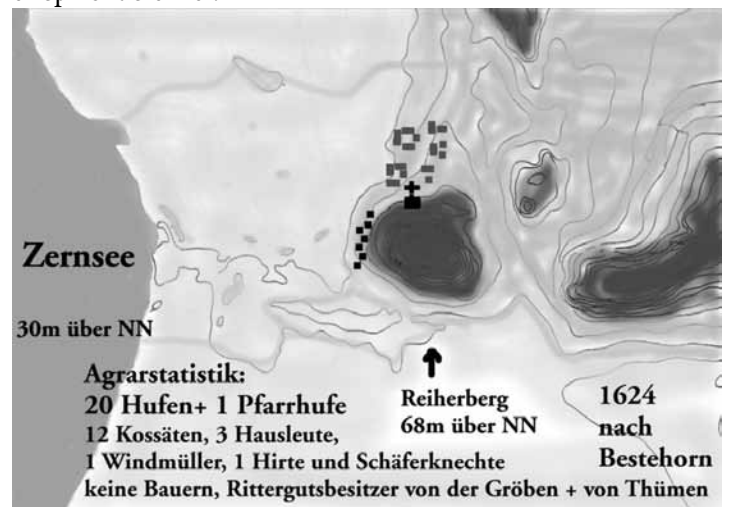 Zernsee
30m über NN
Agrarstatistik:
20 Hufen+ 1 Pfarrhufe
12 Kossäten, 3 Hausleute,
1 Windmüller, 1 Hirte und Schäferknechte
keine Bauern, Rittergutsbesitzer von der Gröben + von Thümen
Reiherberg
68m über NN
1624
nach
Bestehorn